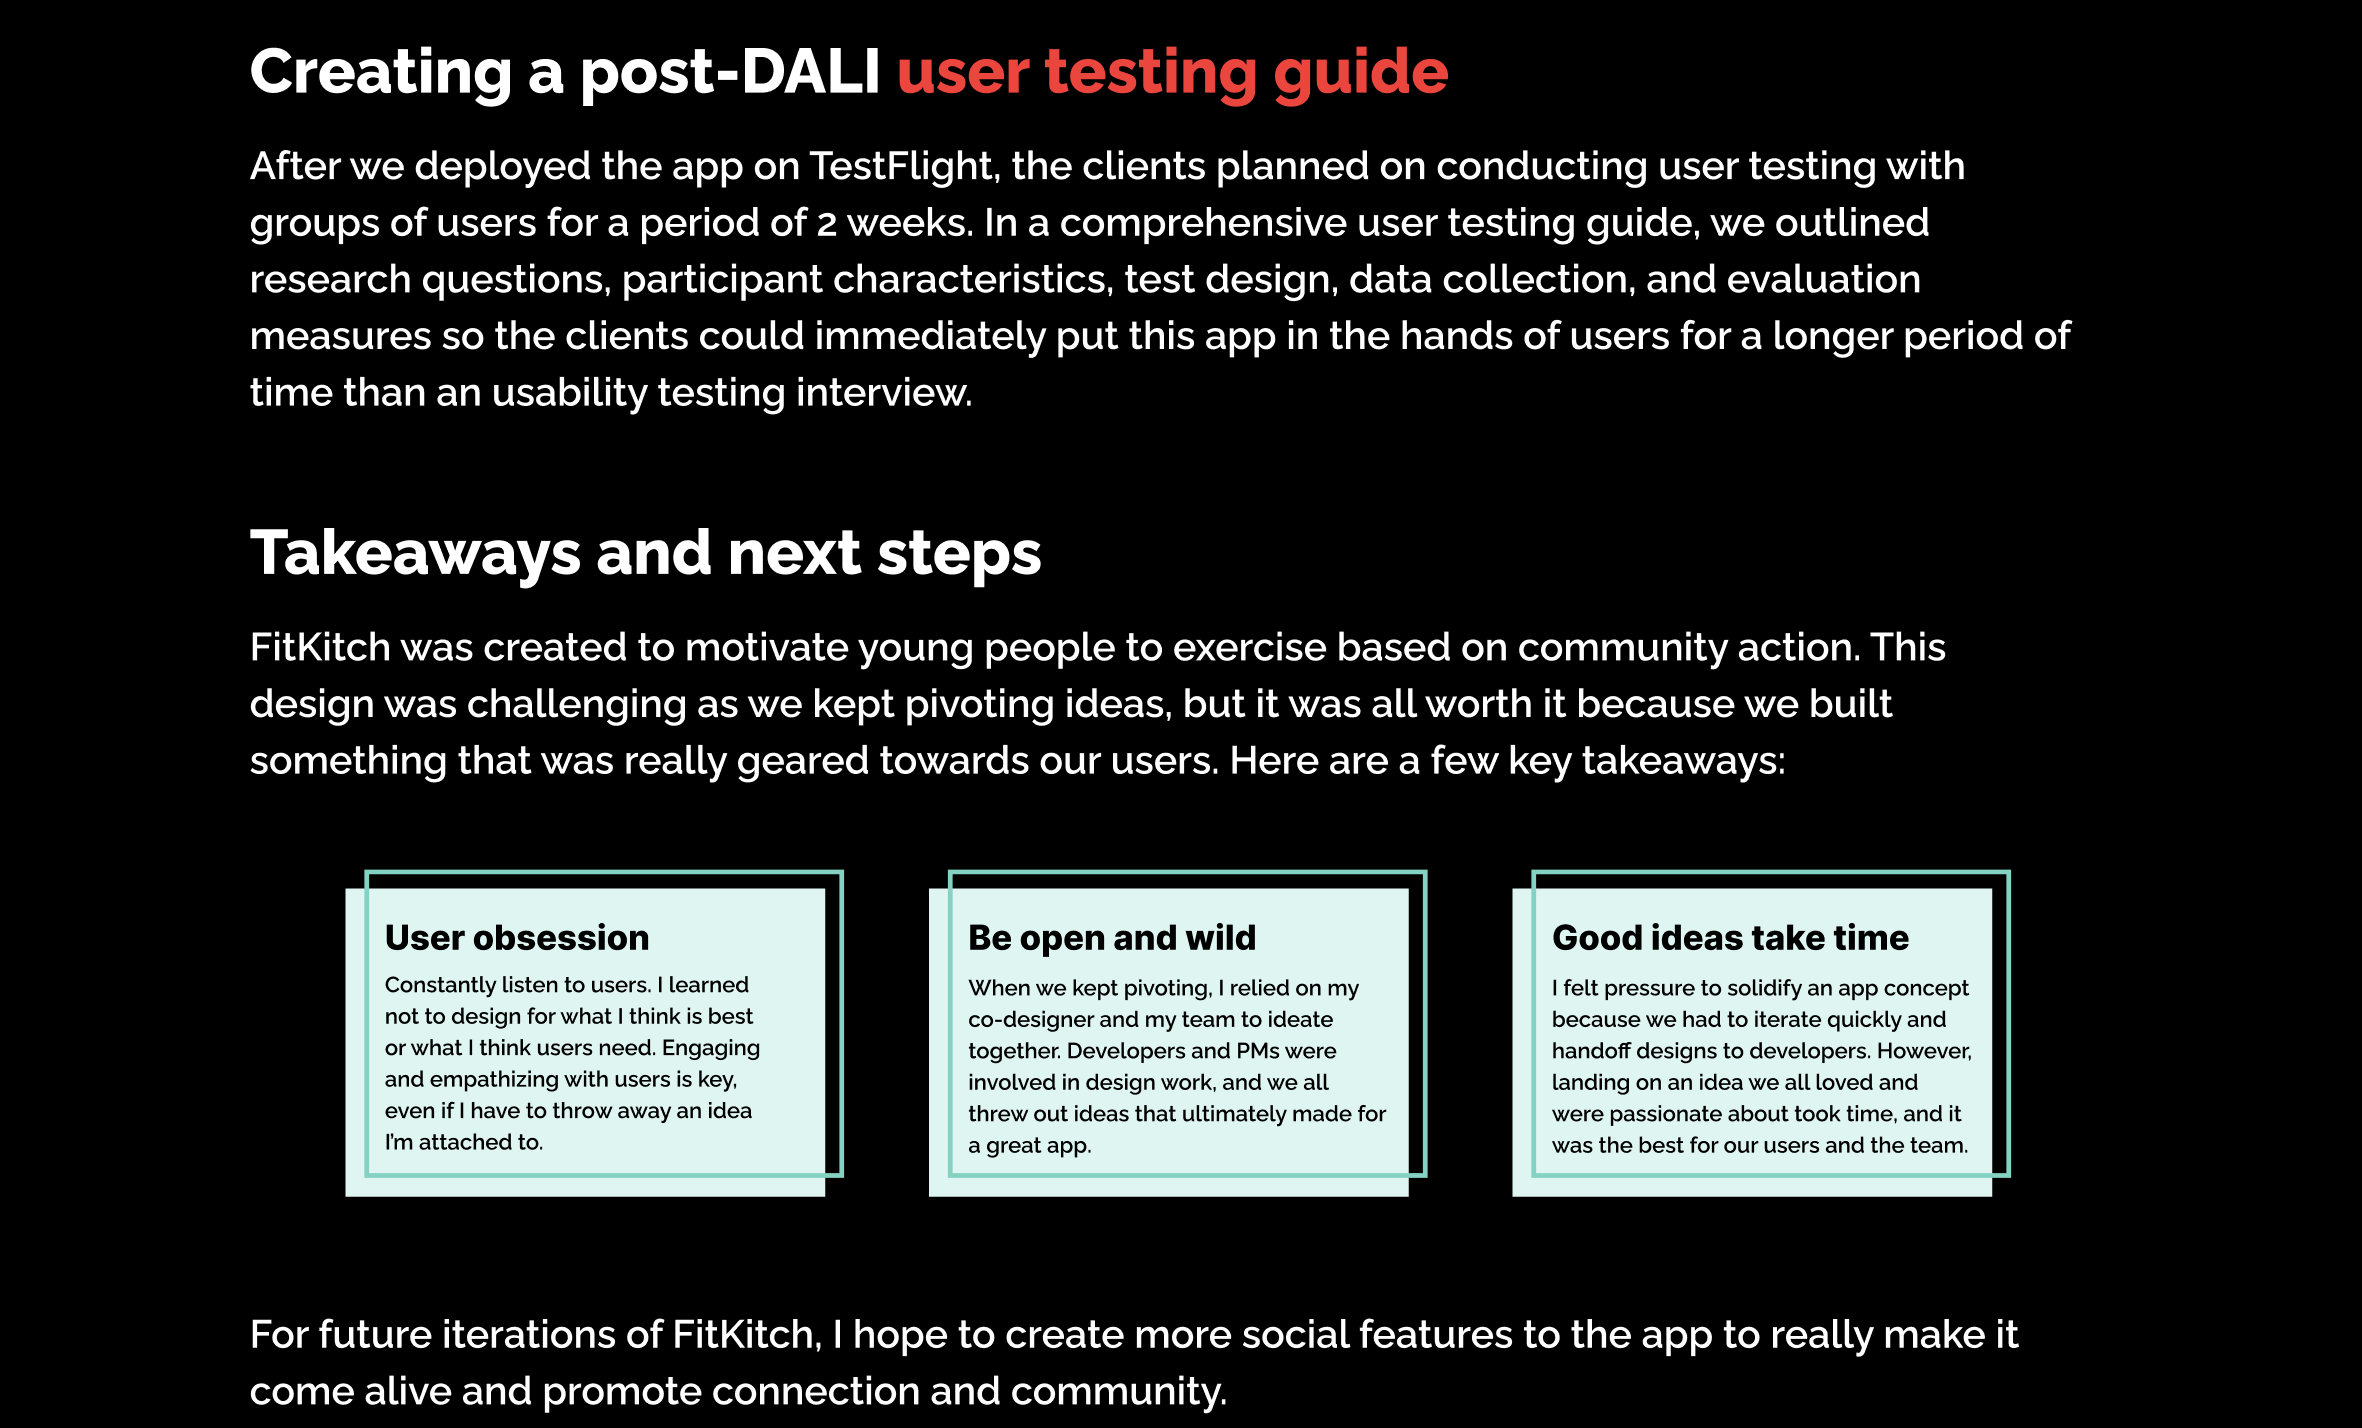 Creating a post-DALI user testing guide
After we deployed the app on TestFlight, the clients planned on conducting user testing with
groups of users for a period of 2 weeks. In a comprehensive user testing guide, we outlined
research questions, participant characteristics, test design, data collection, and evaluation
measures so the clients could immediately put this app in the hands of users for a longer period of
time than an usability testing interview.
Takeaways and next steps
FitKitch was created to motivate young people to exercise based on community action. This
design was challenging as we kept pivoting ideas, but it was all worth it because we built
something that was really geared towards our users. Here are a few key takeaways:
User obsession
Constantly listen to users. I learned
not to design for what I think is best
or what I think users need. Engaging
and empathizing with users is key,
even if I have to throw away an idea
I'm attached to.
Be open and wild
When we kept pivoting, I relied on my
co-designer and my team to ideate
together. Developers and PMs were
involved in design work, and we all
threw out ideas that ultimately made for
a great app.
Good ideas take time
I felt pressure to solidify an app concept
because we had to iterate quickly and
handoff designs to developers. However,
landing on an idea we all loved and
were passionate about took time, and it
was the best for our users and the team.
For future iterations of FitKitch, I hope to create more social features to the app to really make it
come alive and promote connection and community.